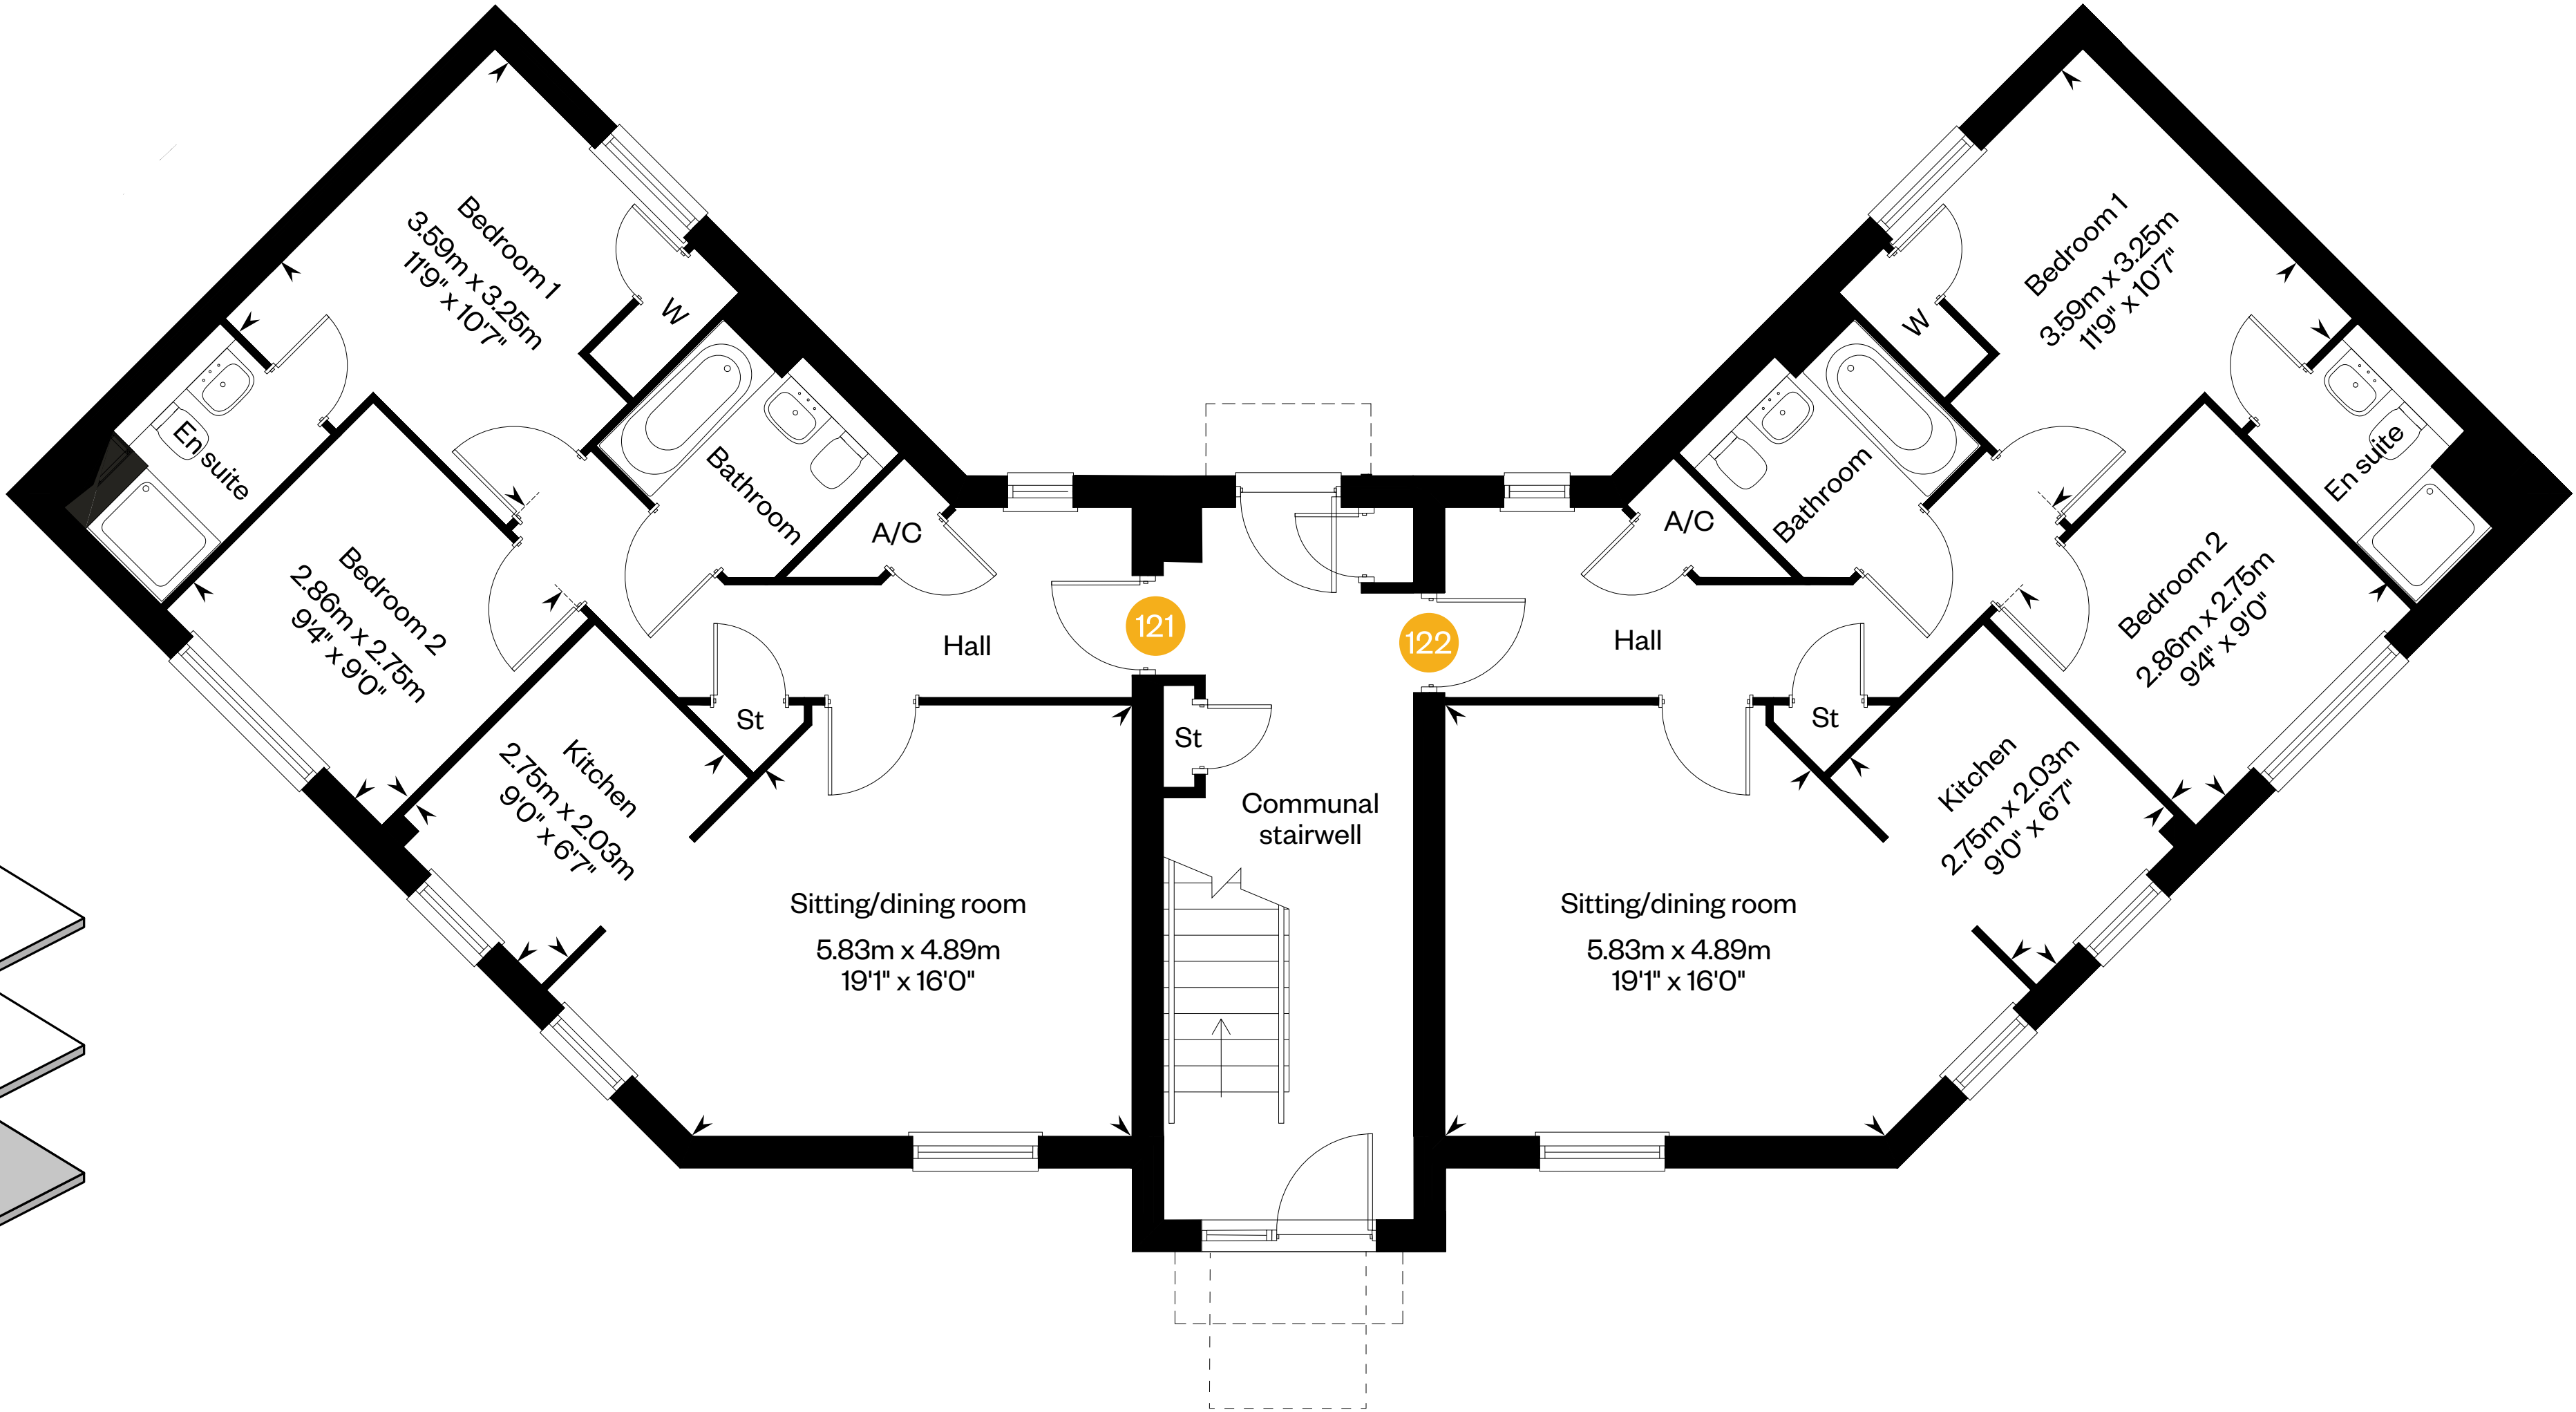 Bedroom 1
3.59m x 3.25m
11'9" x 10'7"
W
En suite
Bathroom
A/C
Bedroom 2
2.86m x 2.75m
9'4" x 9'0"
Hall
121
St
Kitchen
2.75m x 2.03m
9'0" x 6'7"
Sitting/dining room
5.83m x 4.89m
19'1" x 16'0"
St
Communal
stairwell
122
Hall
A/C
Bathroom
W
Bedroom 1
3.59m x 3.25m
11'9" x 10'7"
En suite
Bedroom 2
2.86m x 2.75m
9'4" x 9'0"
St
Kitchen
2.75m x 2.03m
9'0" x 6'7"
Sitting/dining room
5.83m x 4.89m
19'1" x 16'0"